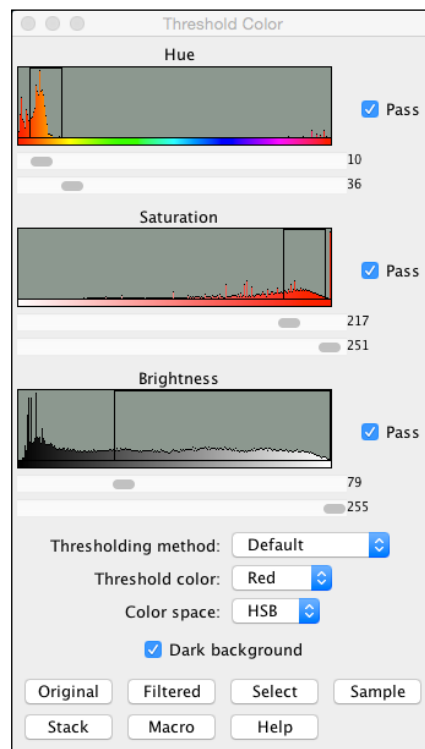 Threshold Color
Hue
Pass
10
36
Saturation
Pass
217
251
Brightness
Pass
79
255
Thresholding method: Default
Threshold color: Red
Color space: HSB
Dark background
Original Filtered Select Sample
Stack Macro Help